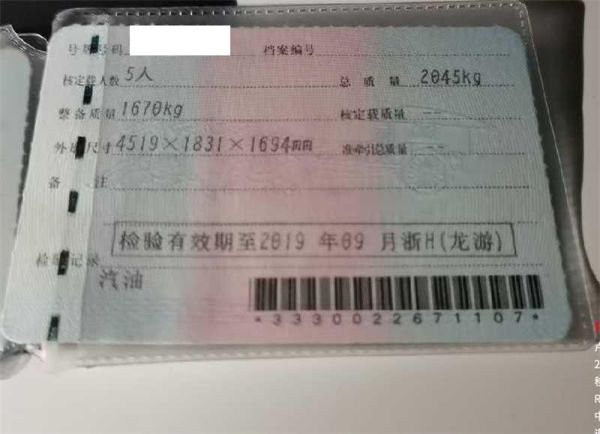 号牌号码 档案编号
核定载人数 5人 总质量 2045kg
整备质量 1670kg 核定载质量 --
外廓尺寸 4519×1831×1694mm 准牵引总质量 --
备注
检验有效期至2019 年09 月浙H(龙游)
检验记录
汽油
*3330022671107*